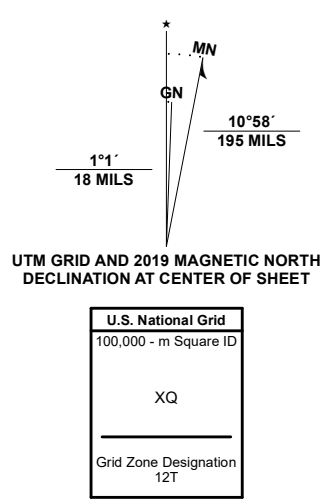 ★
MN
GN
10°58´
195 MILS
1°1´
18 MILS
UTM GRID AND 2019 MAGNETIC NORTH
DECLINATION AT CENTER OF SHEET
U.S. National Grid
100,000 - m Square ID
XQ
Grid Zone Designation
12T